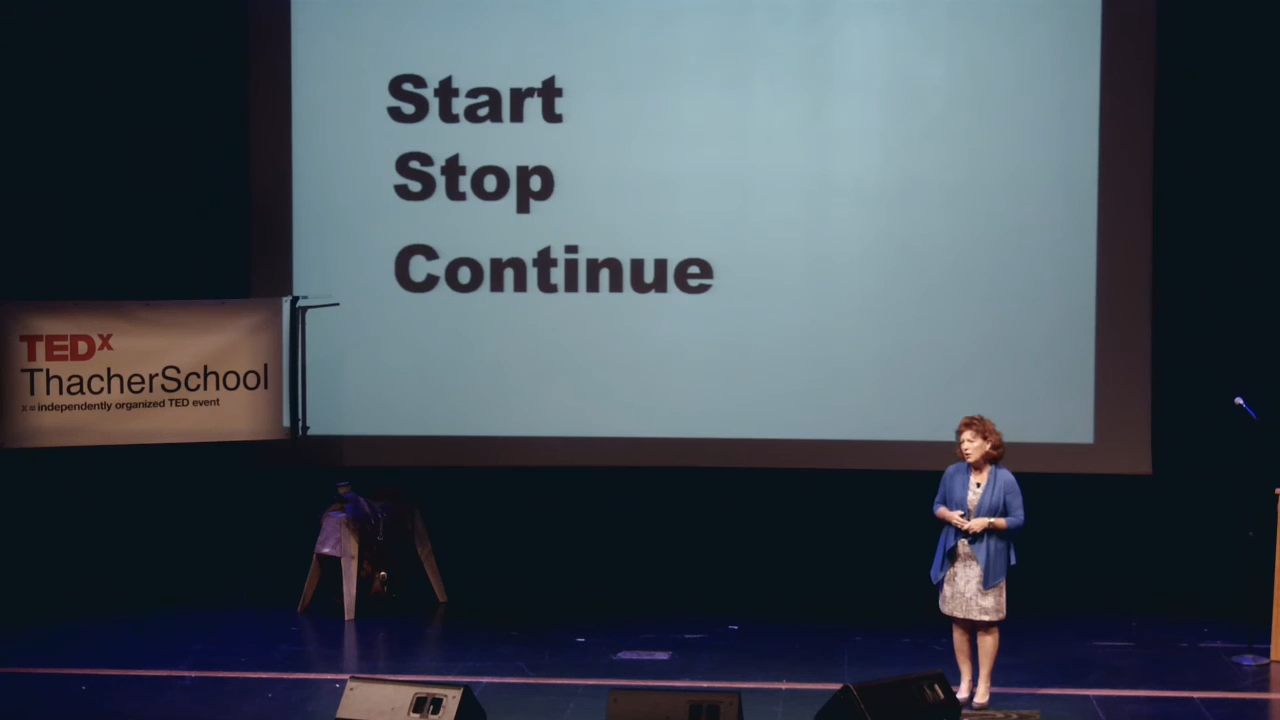 Start
Stop
Continue
TEDx
ThacherSchool
x = independently organized TED event